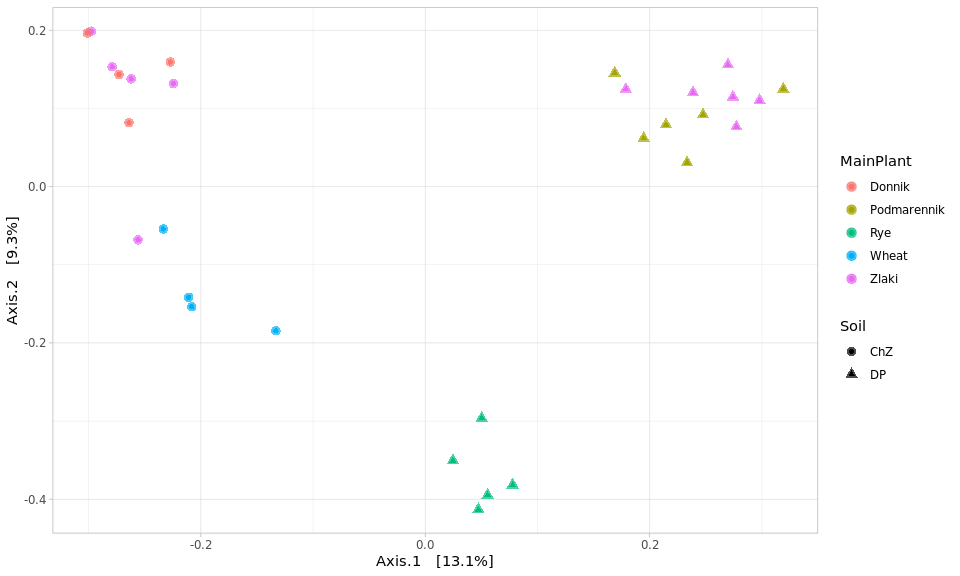 0.2
0.0
-0.2
-0.4
Axis.2 [9.3%]
-0.2
0.0
0.2
Axis.1 [13.1%]
MainPlant
Donnik
Podmarennik
Rye
Wheat
Zlaki
Soil
ChZ
DP